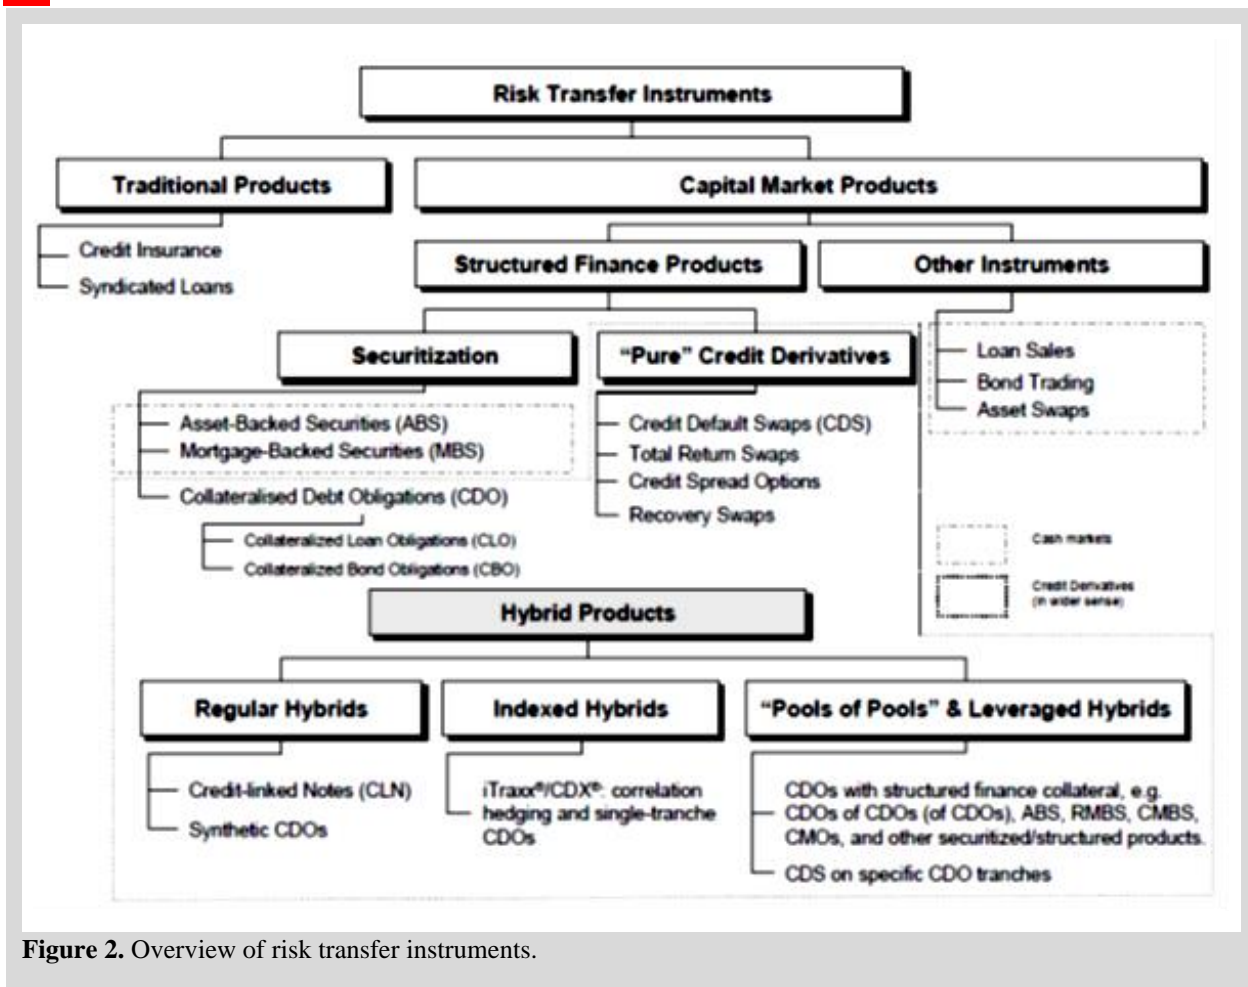 Risk Transfer Instruments
Traditional Products
Capital Market Products
Credit Insurance
Syndicated Loans
Structured Finance Products
Other Instruments
Securitization
“Pure” Credit Derivatives
Loan Sales
Bond Trading
Asset Swaps
Asset-Backed Securities (ABS)
Mortgage-Backed Securities (MBS)
Collateralised Debt Obligations (CDO)
Collateralized Loan Obligations (CLO)
Collateralized Bond Obligations (CBO)
Credit Default Swaps (CDS)
Total Return Swaps
Credit Spread Options
Recovery Swaps
Cash markets
Credit Derivatives
(in wider sense)
Hybrid Products
Regular Hybrids
Indexed Hybrids
“Pools of Pools” & Leveraged Hybrids
Credit-linked Notes (CLN)
Synthetic CDOs
iTraxx®/CDX®: correlation
hedging and single-tranche
CDOs
CDOs with structured finance collateral, e.g.
CDOs of CDOs (of CDOs), ABS, RMBS, CMBS,
CMOs, and other securitized/structured products.
CDS on specific CDO tranches
Figure 2. Overview of risk transfer instruments.